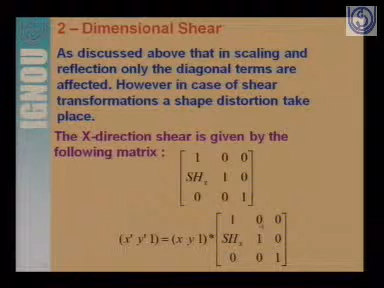 IGNOU
2 – Dimensional Shear
As discussed above that in scaling and
reflection only the diagonal terms are
affected. However in case of shear
transformations a shape distortion take
place.
The X-direction shear is given by the
following matrix :
1 0 0
SHx 1 0
0 0 1
(x' y' 1) = (x y 1) *
1 0 0
SHx 1 0
0 0 1